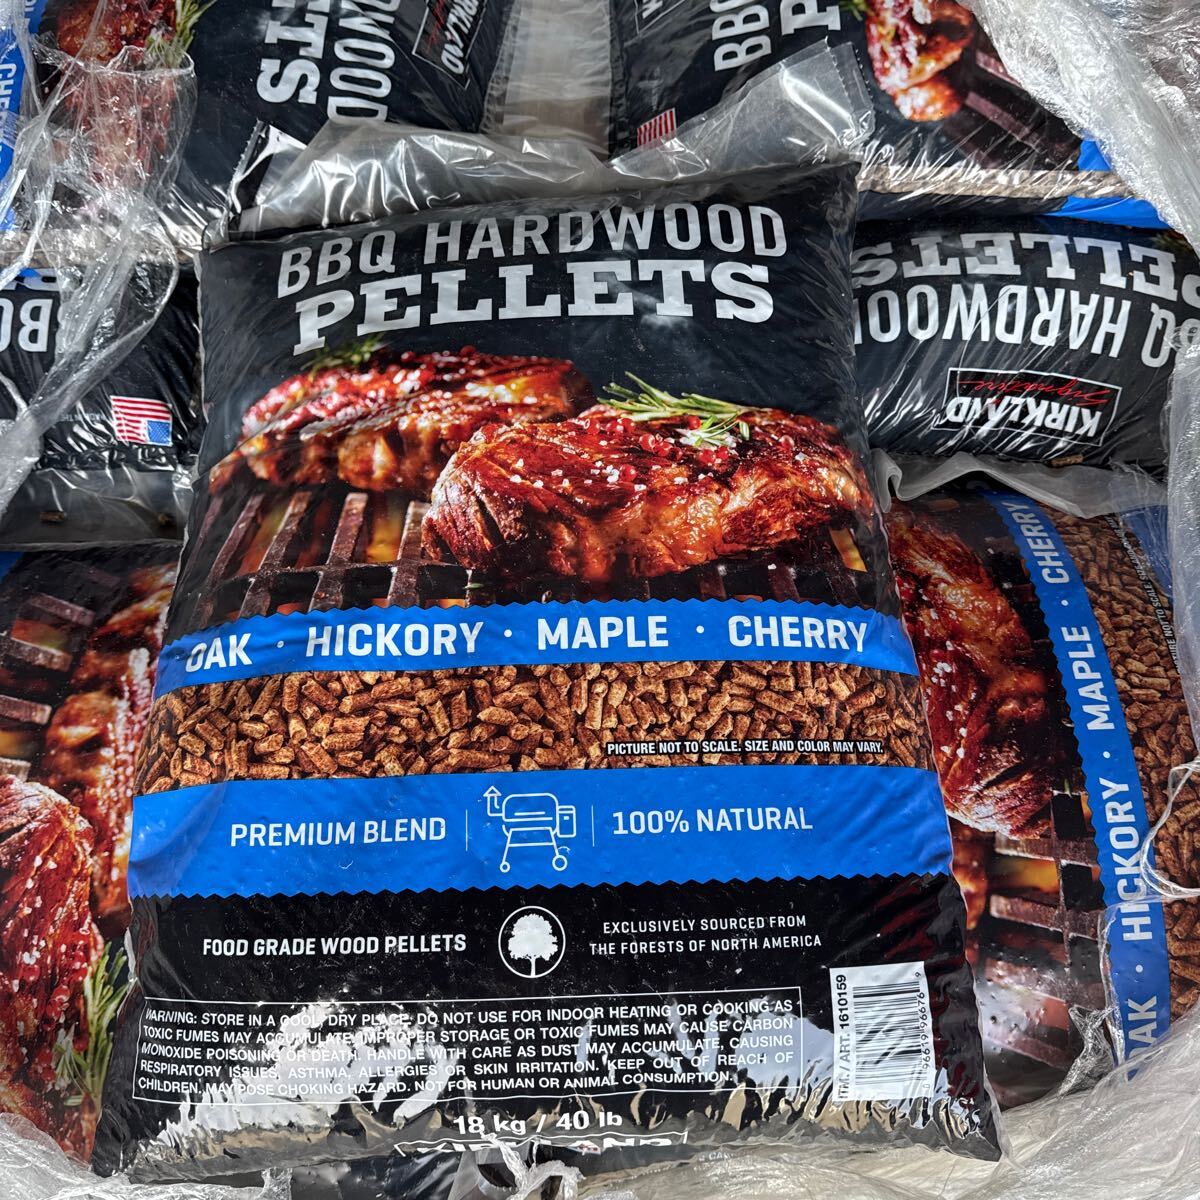 BBQ HARDWOOD
PELLETS
OAK · HICKORY · MAPLE · CHERRY
PICTURE NOT TO SCALE. SIZE AND COLOR MAY VARY.
PREMIUM BLEND
100% NATURAL
FOOD GRADE WOOD PELLETS
EXCLUSIVELY SOURCED FROM
THE FORESTS OF NORTH AMERICA
WARNING: STORE IN A COOL, DRY PLACE. DO NOT USE FOR INDOOR HEATING OR COOKING AS
TOXIC FUMES MAY ACCUMULATE. IMPROPER STORAGE OR TOXIC FUMES MAY CAUSE CARBON
MONOXIDE POISONING OR DEATH. HANDLE WITH CARE AS DUST MAY ACCUMULATE, CAUSING
RESPIRATORY ISSUES, ASTHMA, ALLERGIES OR SKIN IRRITATION. KEEP OUT OF REACH OF
CHILDREN. MAY POSE CHOKING HAZARD. NOT FOR HUMAN OR ANIMAL CONSUMPTION.
ITM. / ART. 1610159
18 kg / 40 lb
KIRKLAND
BBQ HARDWOOD
PELLETS
KIRKLAND
Signature
OAK · HICKORY · MAPLE · CHERRY